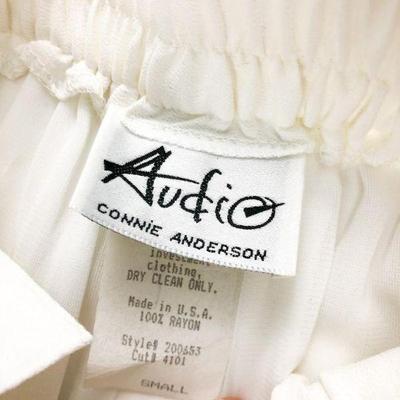 Audio
CONNiE ANDERSON
investment
clothing,
DRY CLEAN ONLY.
Made in U.S.A.
100% RAYON
Style# 200653
Cut# 4101
SMALL